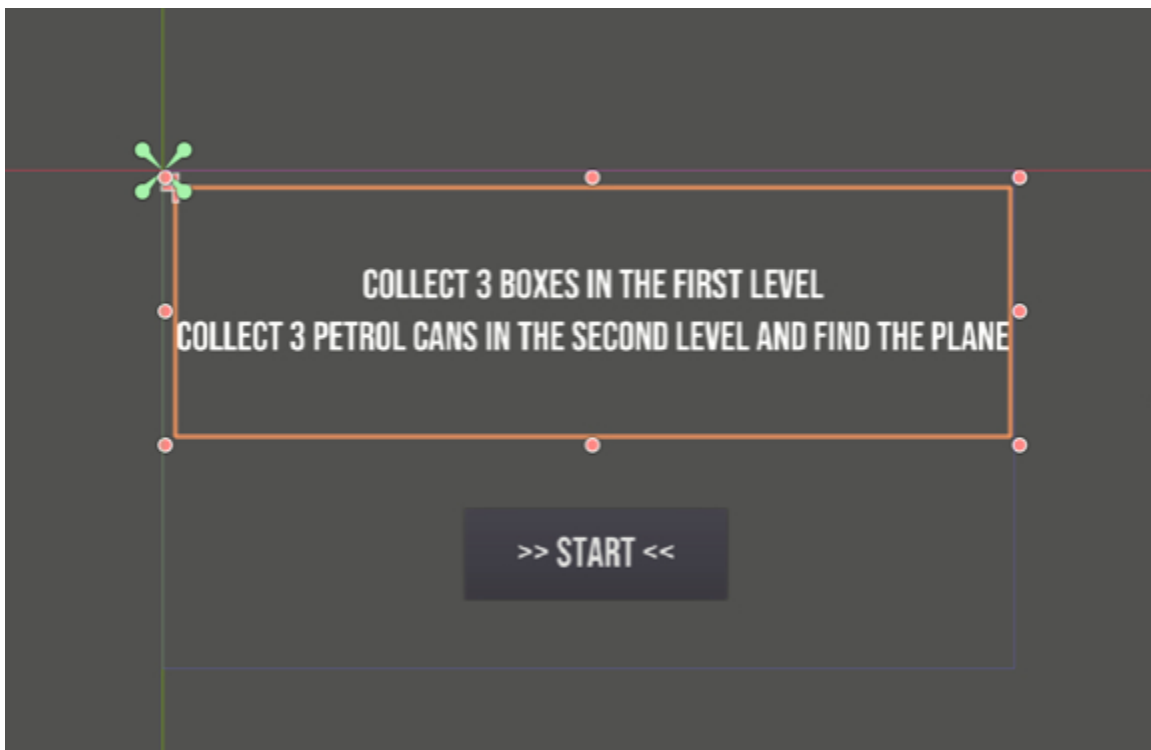 COLLECT 3 BOXES IN THE FIRST LEVEL
COLLECT 3 PETROL CANS IN THE SECOND LEVEL AND FIND THE PLANE
>> START <<